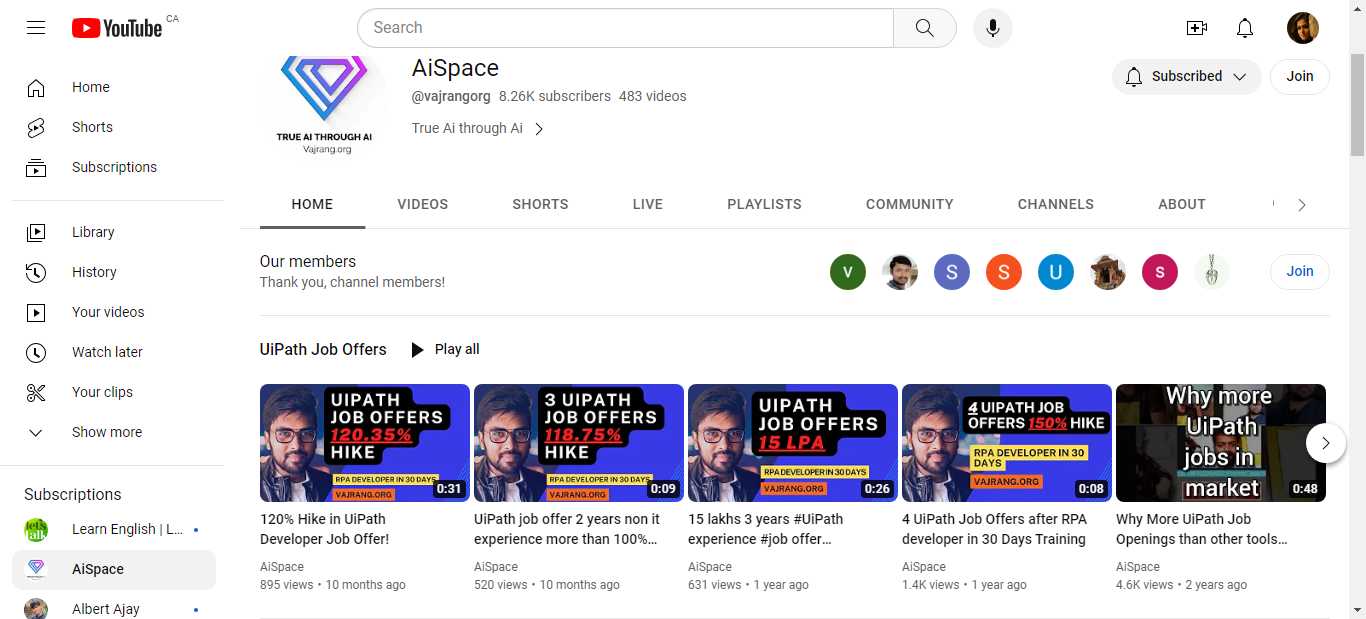 YouTube CA
Search
Home
Shorts
Subscriptions
Library
History
Your videos
Watch later
Your clips
Show more
Subscriptions
Learn English | L...
AiSpace
Albert Ajay
TRUE AI THROUGH AI
Vajrang.org
AiSpace
@vajrangorg 8.26K subscribers 483 videos
True Ai through Ai
Subscribed
Join
HOME
VIDEOS
SHORTS
LIVE
PLAYLISTS
COMMUNITY
CHANNELS
ABOUT
Our members
Thank you, channel members!
V
S
S
U
S
Join
UiPath Job Offers
Play all
UIPATH
JOB OFFERS
120.35%
HIKE
RPA DEVELOPER IN 30 DAYS
VAJRANG.ORG
0:31
120% Hike in UiPath
Developer Job Offer!
AiSpace
895 views • 10 months ago
3 UIPATH
JOB OFFERS
118.75%
HIKE
RPA DEVELOPER IN 30 DAYS
VAJRANG.ORG
0:09
UiPath job offer 2 years non it
experience more than 100%...
AiSpace
520 views • 10 months ago
UIPATH
JOB OFFERS
15 LPA
RPA DEVELOPER IN 30 DAYS
VAJRANG.ORG
0:26
15 lakhs 3 years #UiPath
experience #job offer...
AiSpace
631 views • 1 year ago
4 UIPATH JOB
OFFERS 150% HIKE
RPA DEVELOPER IN 30
DAYS
VAJRANG.ORG
0:08
4 UiPath Job Offers after RPA
developer in 30 Days Training
AiSpace
1.4K views • 1 year ago
Why more
UiPath
jobs in
market
0:48
Why More UiPath Job
Openings than other tools...
AiSpace
4.6K views • 2 years ago